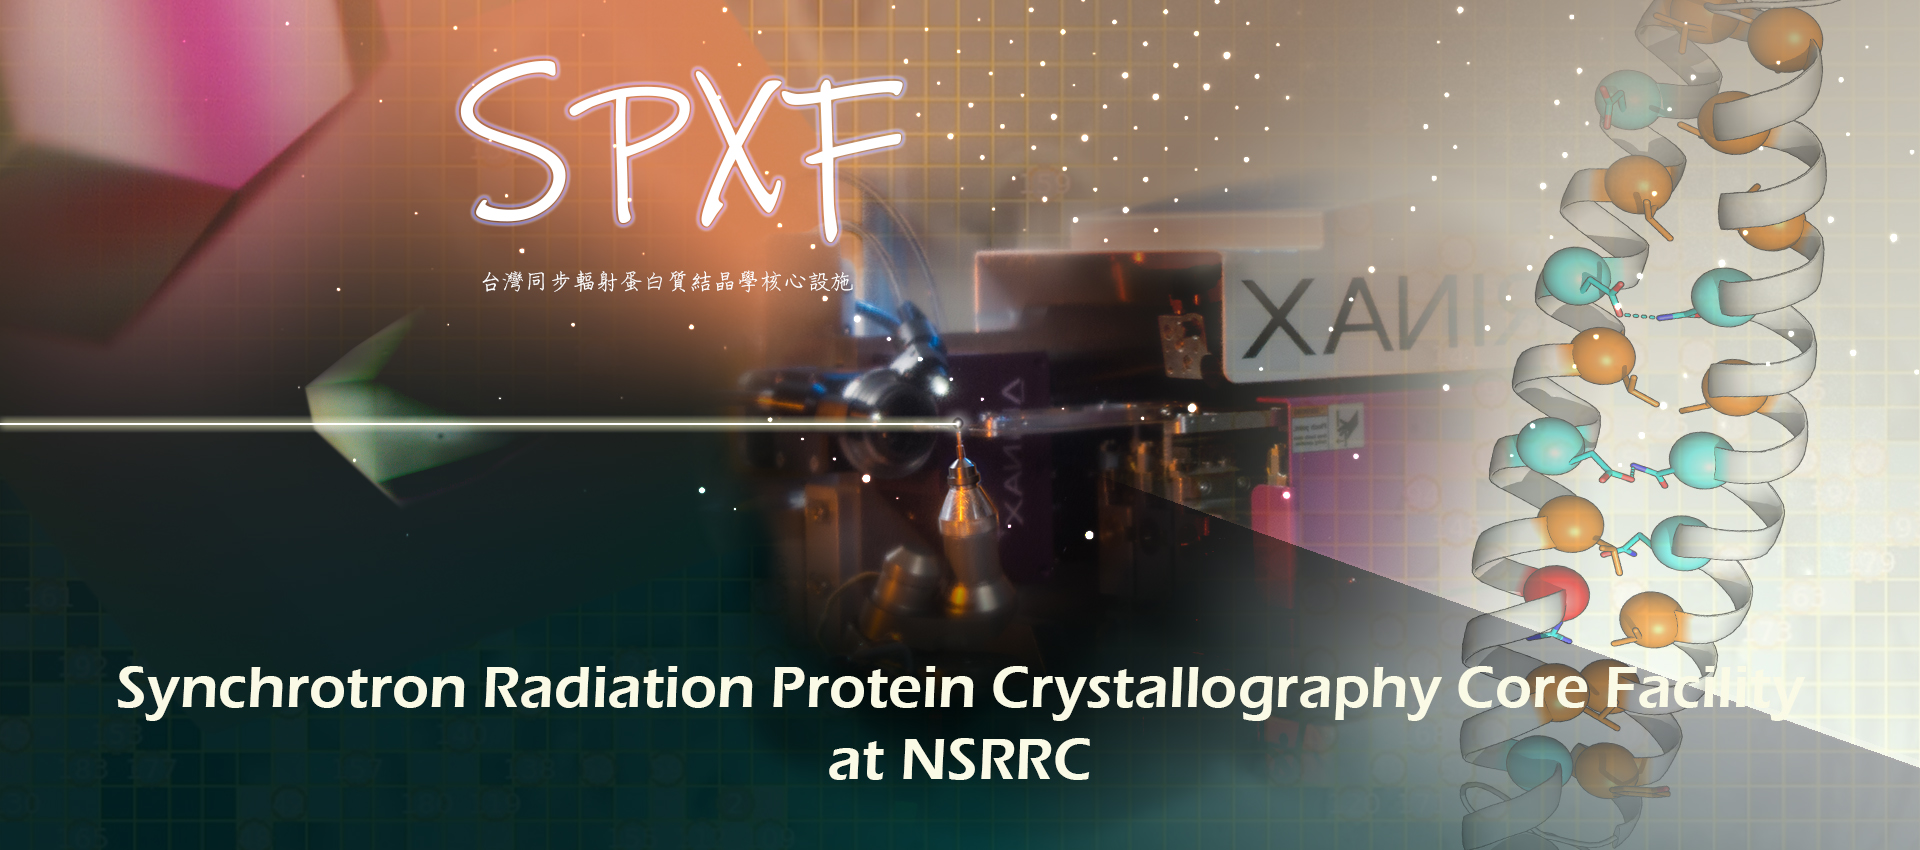 SPXF
台灣同步輻射蛋白質結晶學核心設施
XANI
Synchrotron Radiation Protein Crystallography Core Facility
at NSRRC